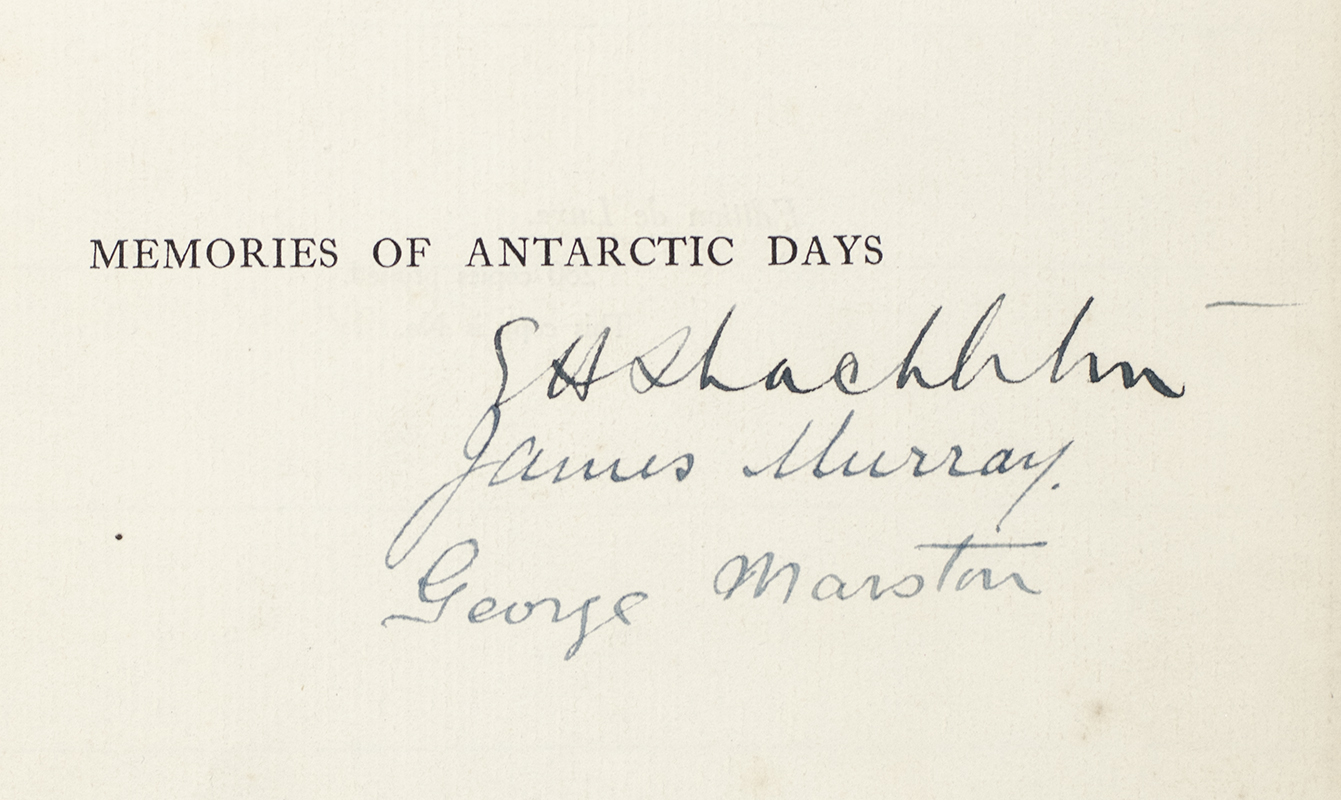 MEMORIES OF ANTARCTIC DAYS
E H Shackleton
James Murray.
George Marston